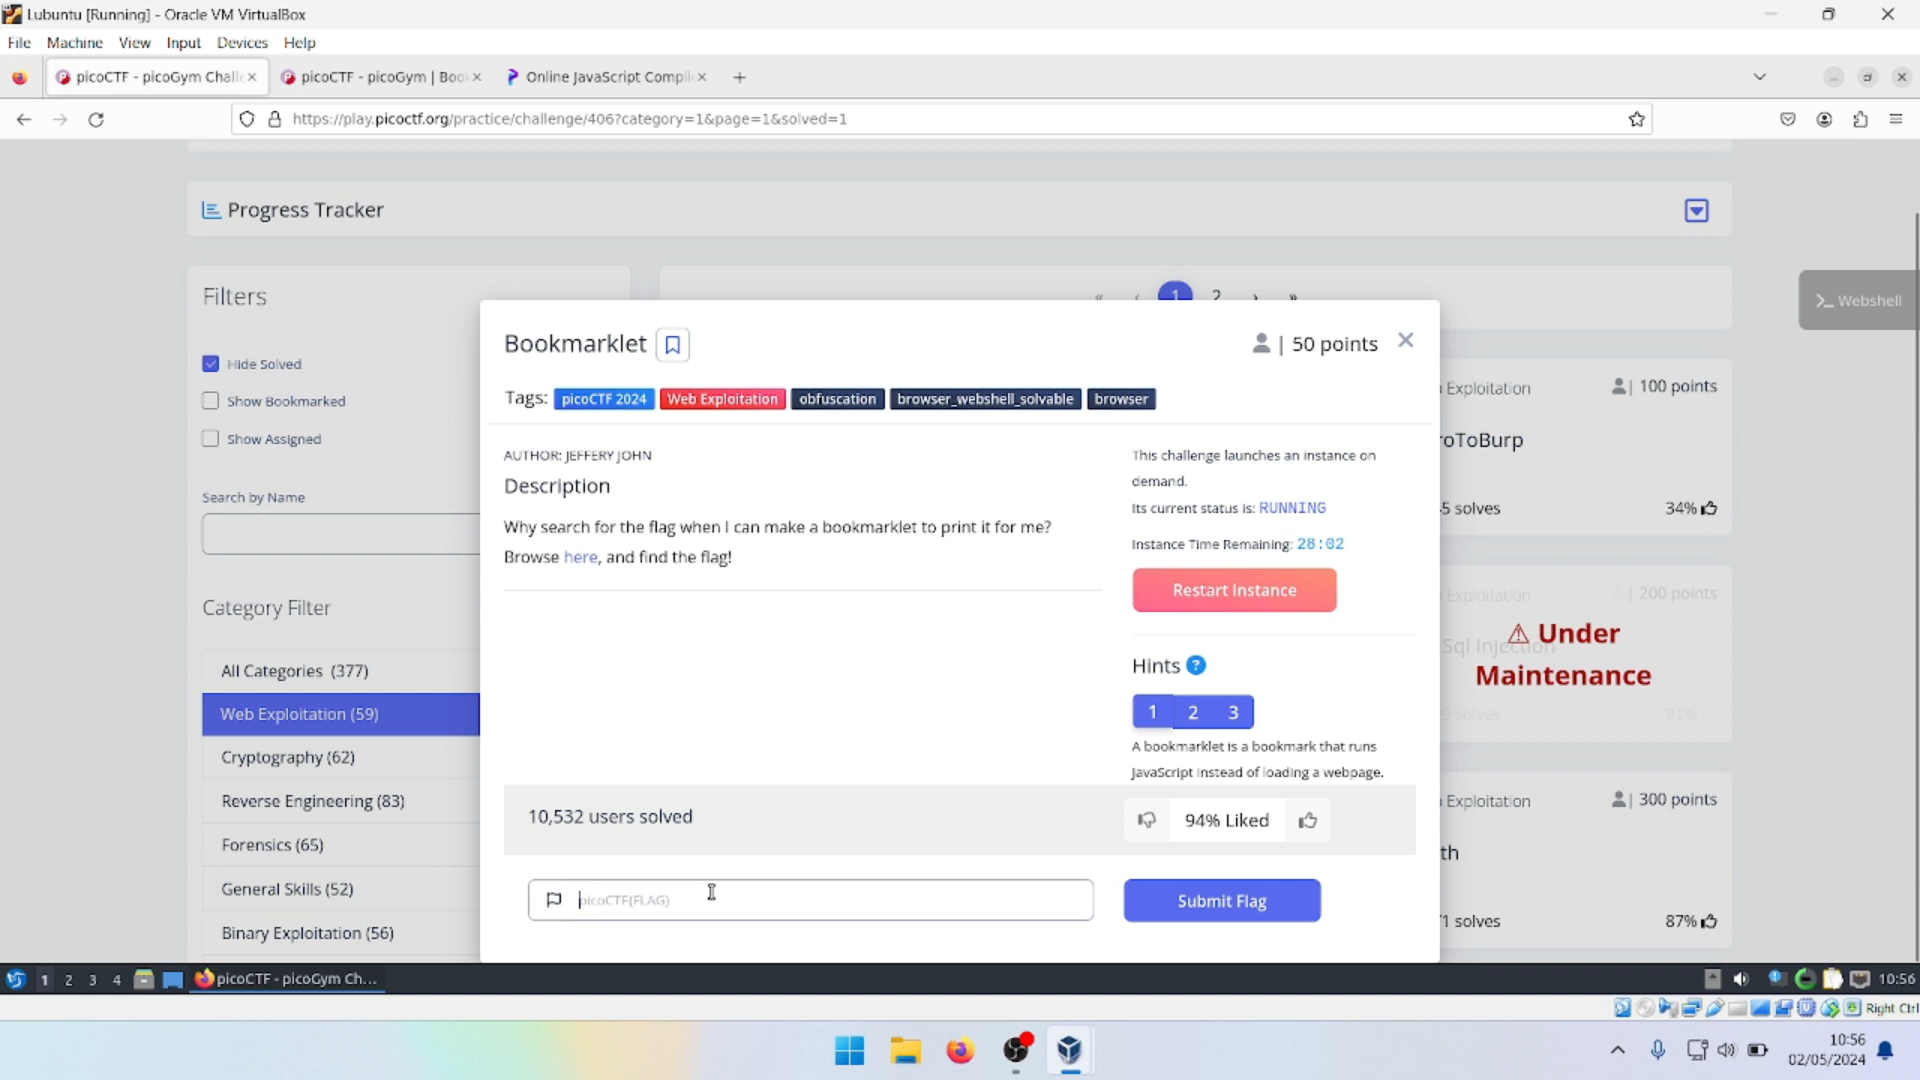 Lubuntu [Running] - Oracle VM VirtualBox
File Machine View Input Devices Help
picoCTF - picoGym Challe
picoCTF - picoGym | Book
Online JavaScript Compile
https://play.picoctf.org/practice/challenge/406?category=1&page=1&solved=1
Progress Tracker
Filters
Hide Solved
Show Bookmarked
Show Assigned
Search by Name
Category Filter
All Categories (377)
Web Exploitation (59)
Cryptography (62)
Reverse Engineering (83)
Forensics (65)
General Skills (52)
Binary Exploitation (56)
« ‹ 1 2 › »
>_ Webshell
Bookmarklet
| 50 points
Tags: picoCTF 2024 Web Exploitation obfuscation browser_webshell_solvable browser
AUTHOR: JEFFERY JOHN
Description
Why search for the flag when I can make a bookmarklet to print it for me?
Browse here, and find the flag!
This challenge launches an instance on
demand.
Its current status is: RUNNING
Instance Time Remaining: 28:02
Restart Instance
Hints ?
1 2 3
A bookmarklet is a bookmark that runs
JavaScript instead of loading a webpage.
10,532 users solved
94% Liked
picoCTF{FLAG}
Submit Flag
Exploitation
| 100 points
oToBurp
5 solves
34%
Exploitation
| 200 points
Sql Injection
Under
Maintenance
9 solves
91%
Exploitation
| 300 points
th
1 solves
87%
1 2 3 4
picoCTF - picoGym Ch...
10:56
Right Ctrl
10:56
02/05/2024